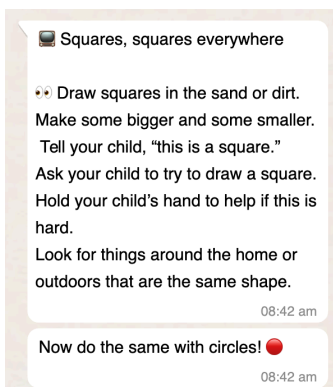 📺 Squares, squares everywhere
👀 Draw squares in the sand or dirt.
Make some bigger and some smaller.
Tell your child, “this is a square.”
Ask your child to try to draw a square.
Hold your child’s hand to help if this is
hard.
Look for things around the home or
outdoors that are the same shape.
08:42 am
Now do the same with circles! 🔴
08:42 am